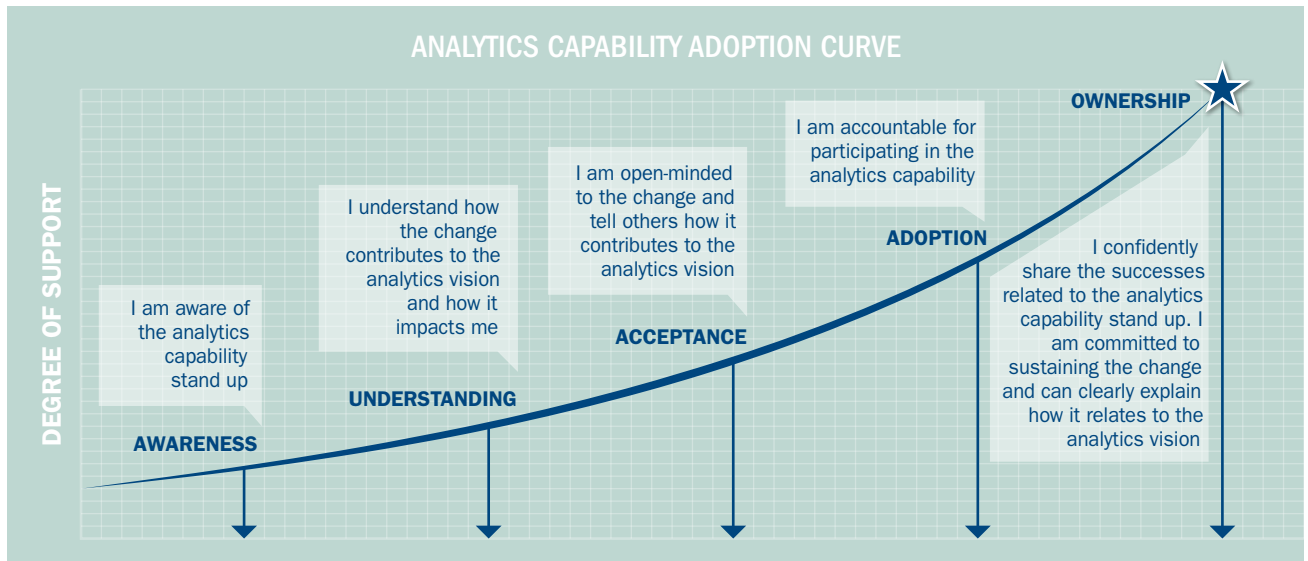 ANALYTICS CAPABILITY ADOPTION CURVE
DEGREE OF SUPPORT
I am aware of
the analytics
capability
stand up
AWARENESS
I understand how
the change
contributes to the
analytics vision
and how it
impacts me
UNDERSTANDING
I am open-minded
to the change and
tell others how it
contributes to the
analytics vision
ACCEPTANCE
I am accountable for
participating in the
analytics capability
ADOPTION
OWNERSHIP
I confidently
share the successes
related to the analytics
capability stand up. I
am committed to
sustaining the change
and can clearly explain
how it relates to the
analytics vision